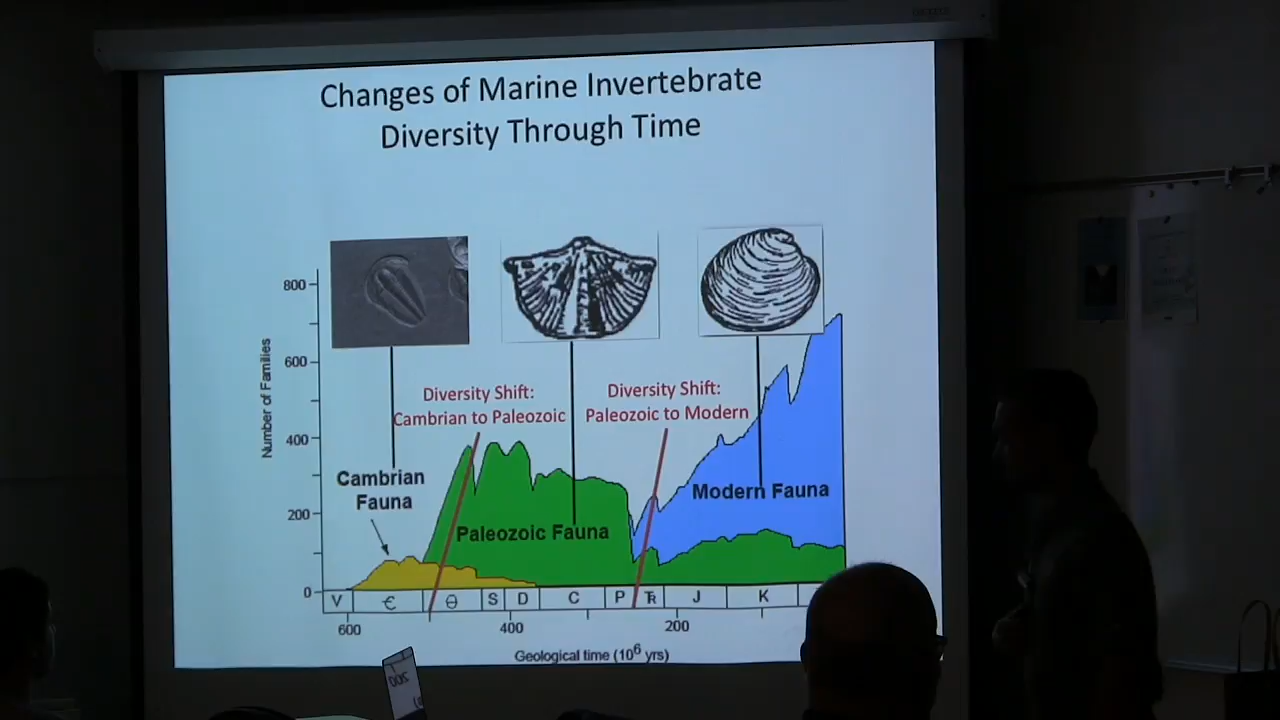 Changes of Marine Invertebrate
Diversity Through Time
800
600
400
200
0
Number of Families
Diversity Shift:
Cambrian to Paleozoic
Diversity Shift:
Paleozoic to Modern
Cambrian
Fauna
Paleozoic Fauna
Modern Fauna
V Ꞓ O S D C P TR J K
600 400 200
Geological time (10⁶ yrs)